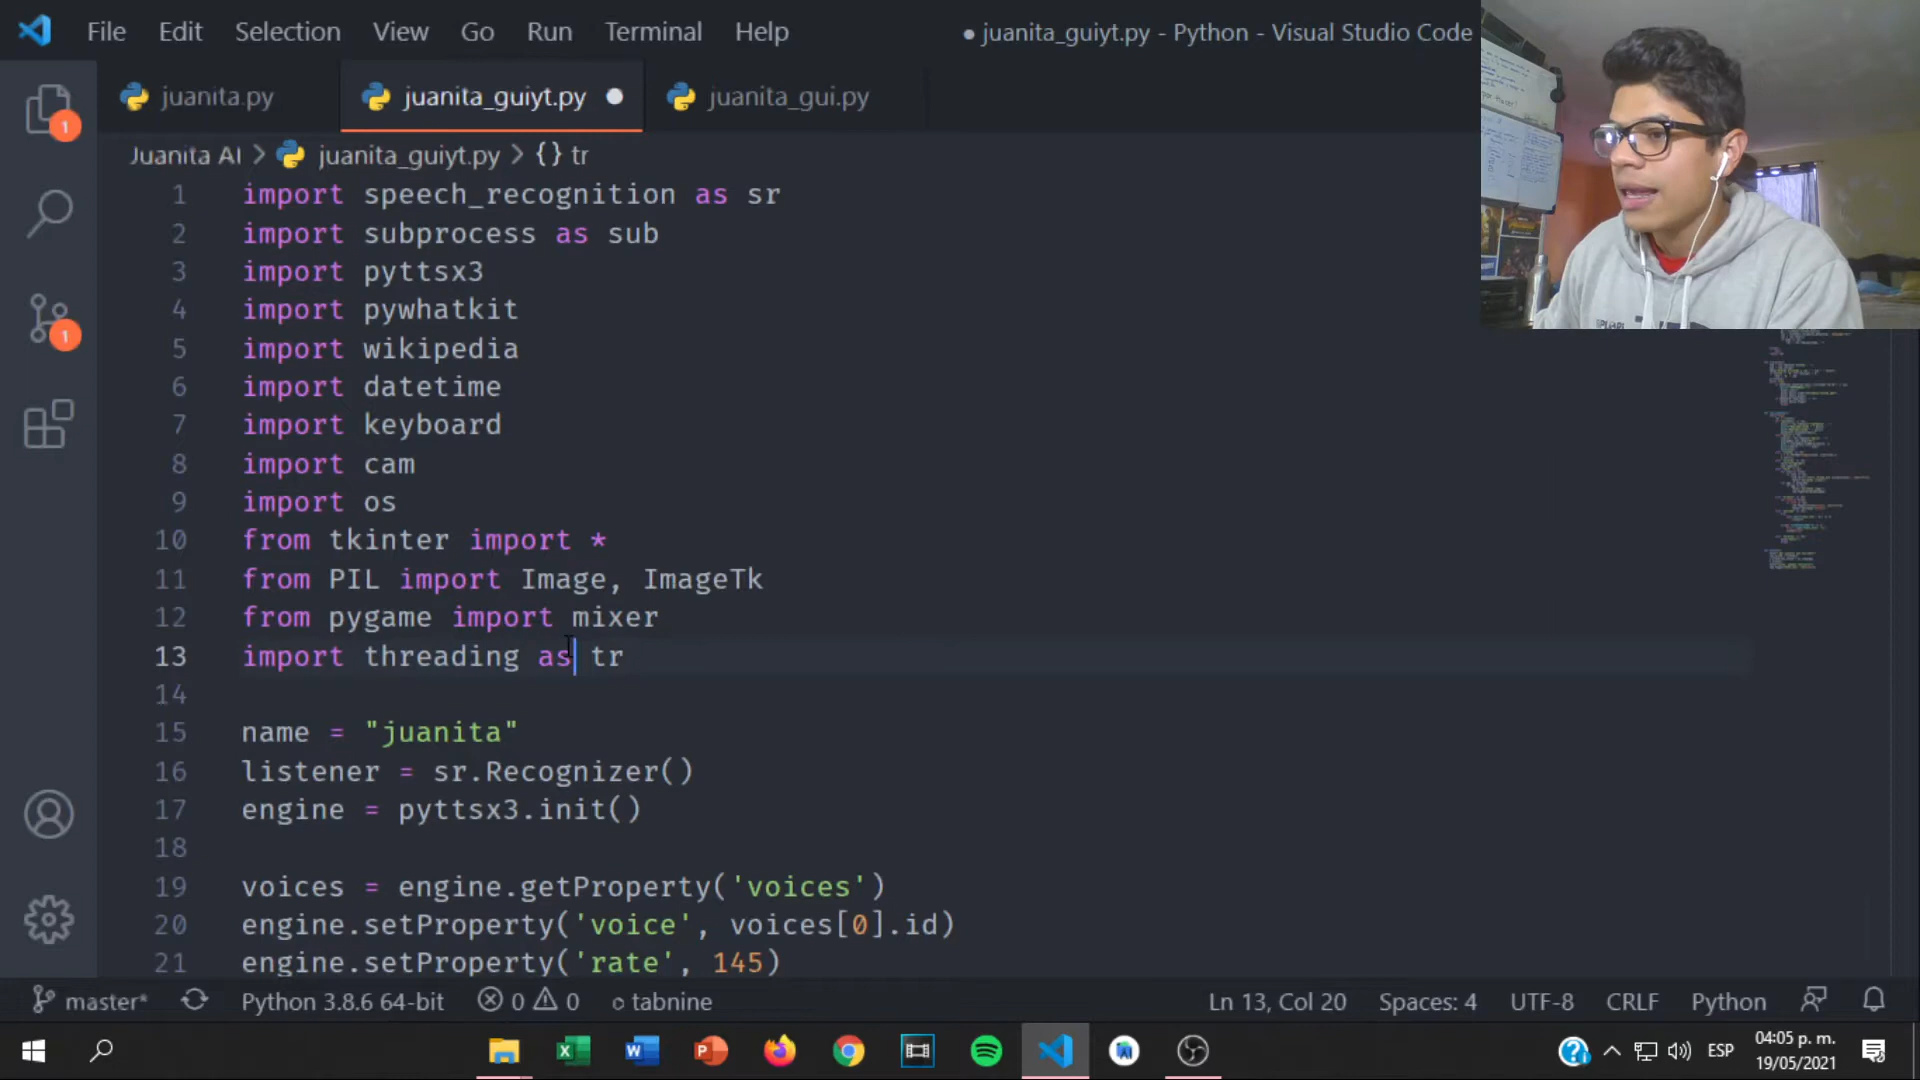 File Edit Selection View Go Run Terminal Help
● juanita_guiyt.py - Python - Visual Studio Code
juanita.py
juanita_guiyt.py ●
juanita_gui.py
Juanita AI > juanita_guiyt.py > {} tr
1 import speech_recognition as sr
2 import subprocess as sub
3 import pyttsx3
4 import pywhatkit
5 import wikipedia
6 import datetime
7 import keyboard
8 import cam
9 import os
10 from tkinter import *
11 from PIL import Image, ImageTk
12 from pygame import mixer
13 import threading as tr
14
15 name = "juanita"
16 listener = sr.Recognizer()
17 engine = pyttsx3.init()
18
19 voices = engine.getProperty('voices')
20 engine.setProperty('voice', voices[0].id)
21 engine.setProperty('rate', 145)
1
1
master* Python 3.8.6 64-bit 0 0 tabnine Ln 13, Col 20 Spaces: 4 UTF-8 CRLF Python
ESP
04:05 p. m.
19/05/2021